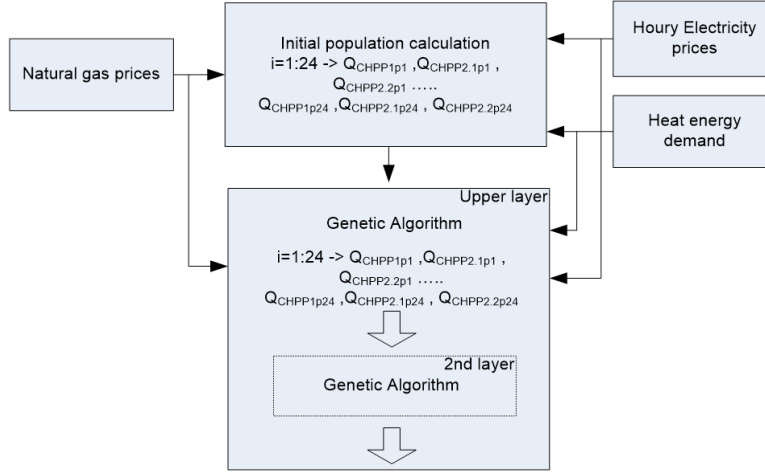 Natural gas prices
Initial population calculation
i=1:24 -> QCHPP1p1 ,QCHPP2.1p1 ,
QCHPP2.2p1 .....
QCHPP1p24 ,QCHPP2.1p24 , QCHPP2.2p24
Houry Electricity
prices
Heat energy
demand
Upper layer
Genetic Algorithm
i=1:24 -> QCHPP1p1 ,QCHPP2.1p1 ,
QCHPP2.2p1 .....
QCHPP1p24 ,QCHPP2.1p24 , QCHPP2.2p24
2nd layer
Genetic Algorithm